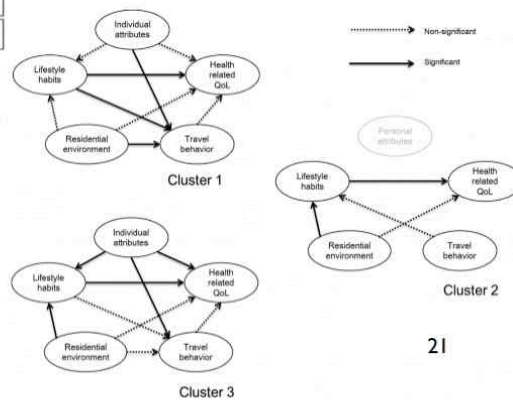 Individual
attributes
Lifestyle
habits
Health
related
QoL
Residential
environment
Travel
behavior
Cluster 1
Non-significant
Significant
Personal
attributes
Lifestyle
habits
Health
related
QoL
Residential
environment
Travel
behavior
Cluster 2
Individual
attributes
Lifestyle
habits
Health
related
QoL
Residential
environment
Travel
behavior
Cluster 3
21